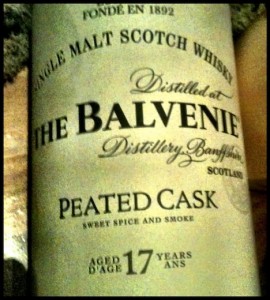 FONDÉ EN 1892
SINGLE MALT SCOTCH WHISKY
Distilled at
THE BALVENIE
Distillery, Banffshire
SCOTLAND
PEATED CASK
SWEET SPICE AND SMOKE
AGED 17 YEARS
D'AGE ANS